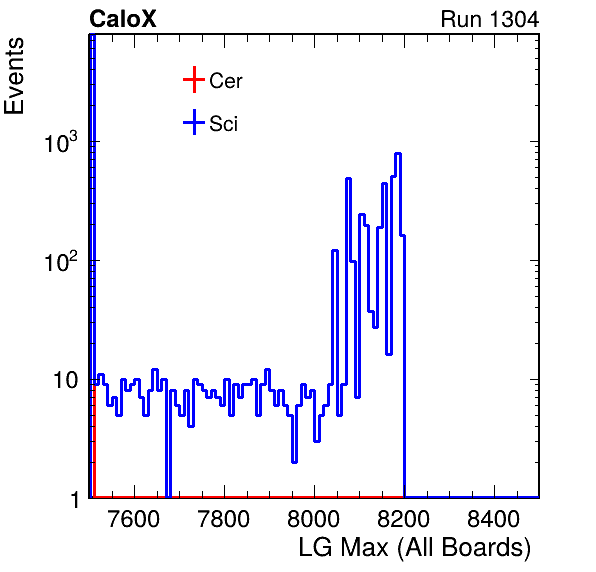 CaloX Run 1304
Events
Cer
Sci
10³
10²
10
1
7600 7800 8000 8200 8400
LG Max (All Boards)